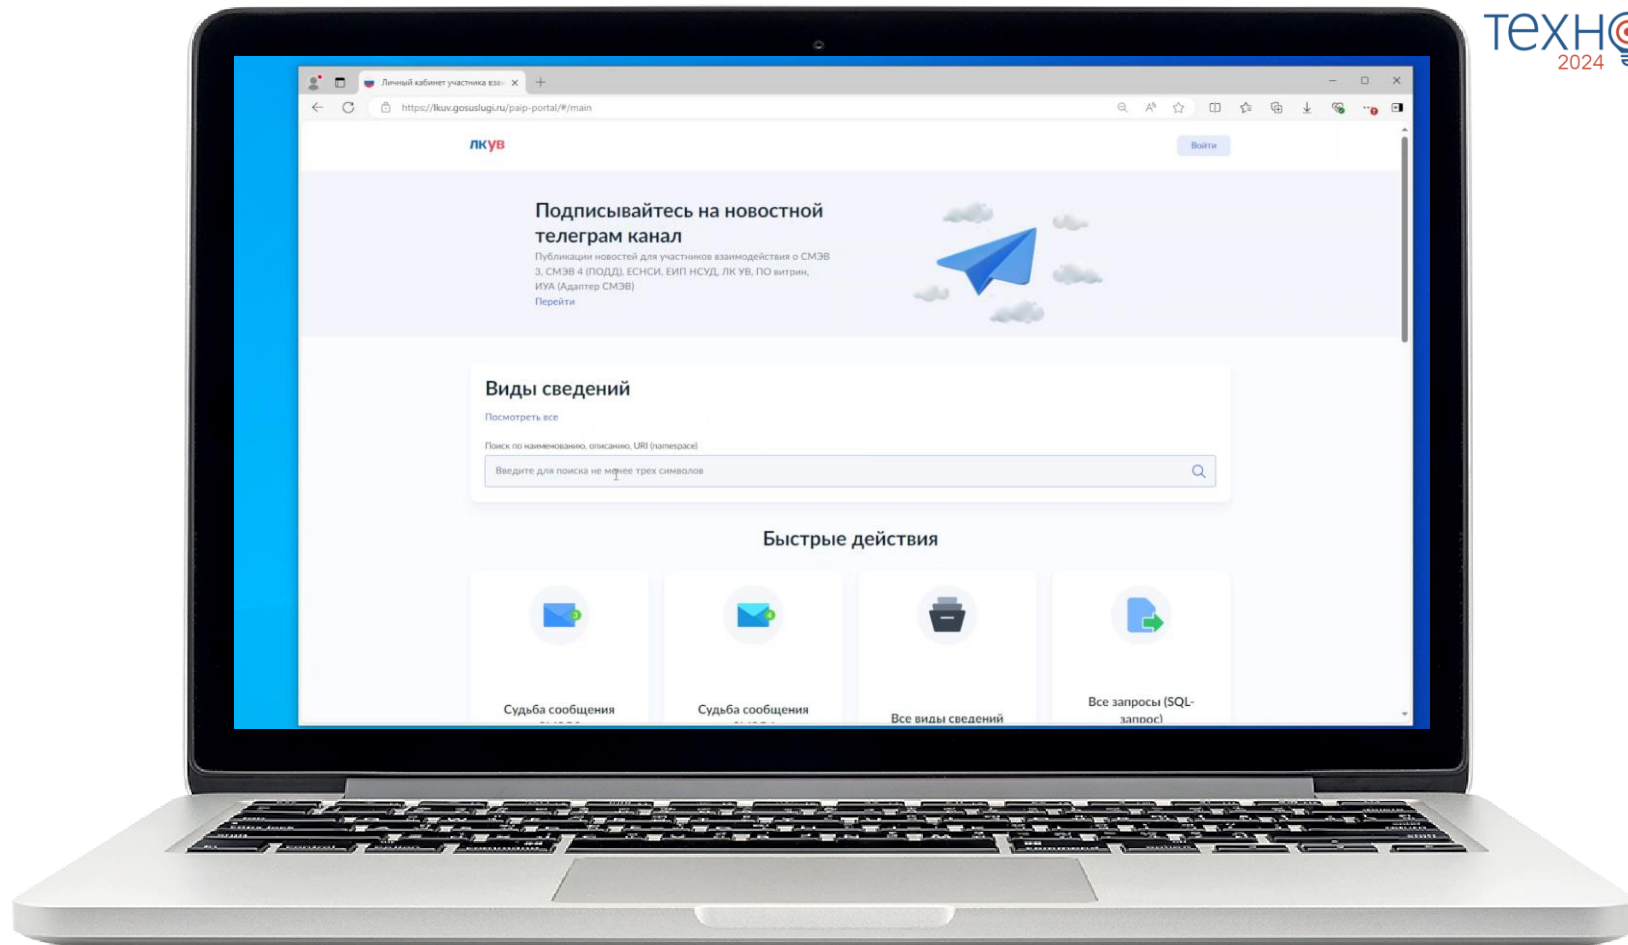 техн
2024
Личный кабинет участника вза
https://lkuv.gosuslugi.ru/paip-portal/#/main
лкув
Войти
Подписывайтесь на новостной
телеграм канал
Публикации новостей для участников взаимодействия о СМЭВ
3, СМЭВ 4 (ПОДД), ЕСНСИ, ЕИП НСУД, ЛК УВ, ПО витрин,
ИУА (Адаптер СМЭВ)
Перейти
Виды сведений
Посмотреть все
Поиск по наименованию, описанию, URI (namespace)
Введите для поиска не менее трех символов
Быстрые действия
Судьба сообщения
Судьба сообщения
Все виды сведений
Все запросы (SQL-
запрос)